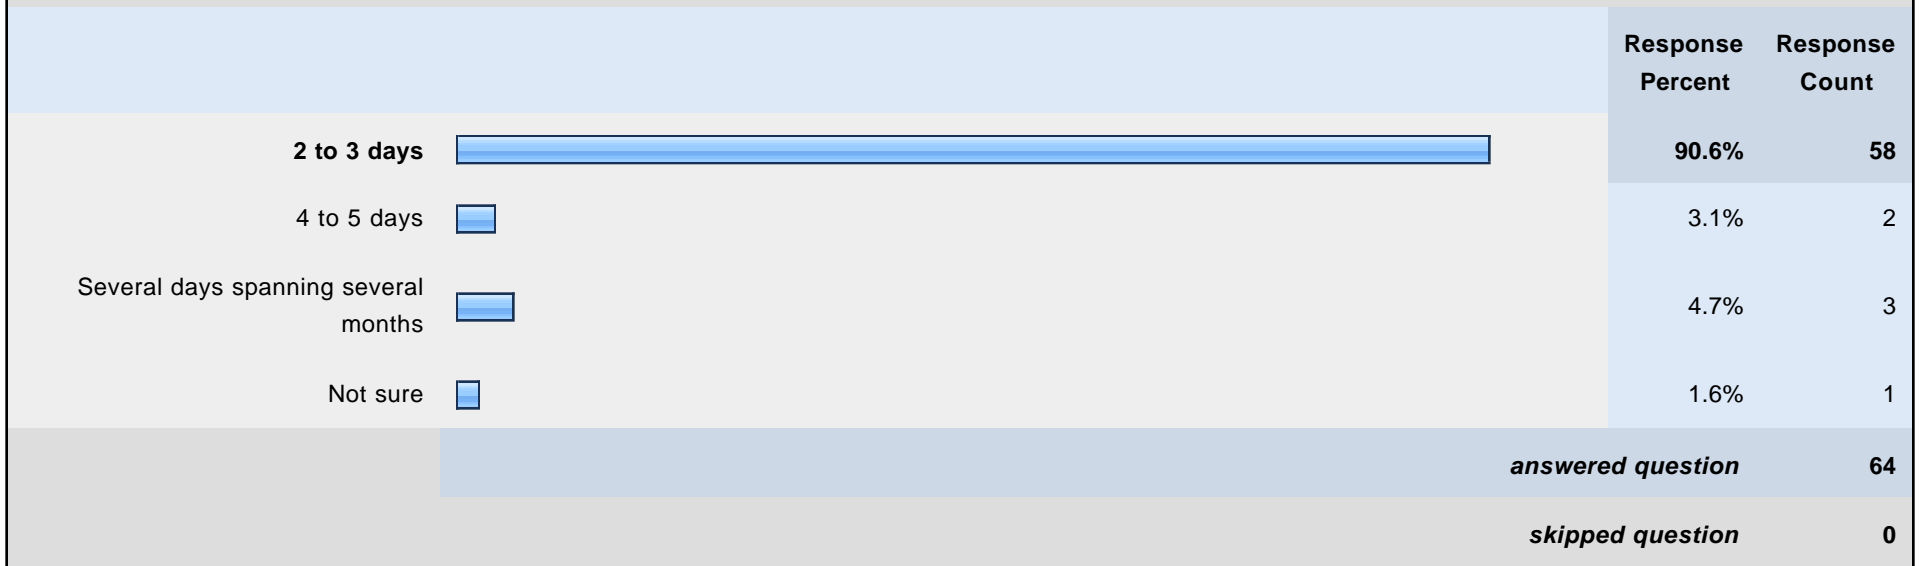 Response Response
Percent Count
2 to 3 days 90.6% 58
4 to 5 days 3.1% 2
Several days spanning several
months 4.7% 3
Not sure 1.6% 1
answered question 64
skipped question 0